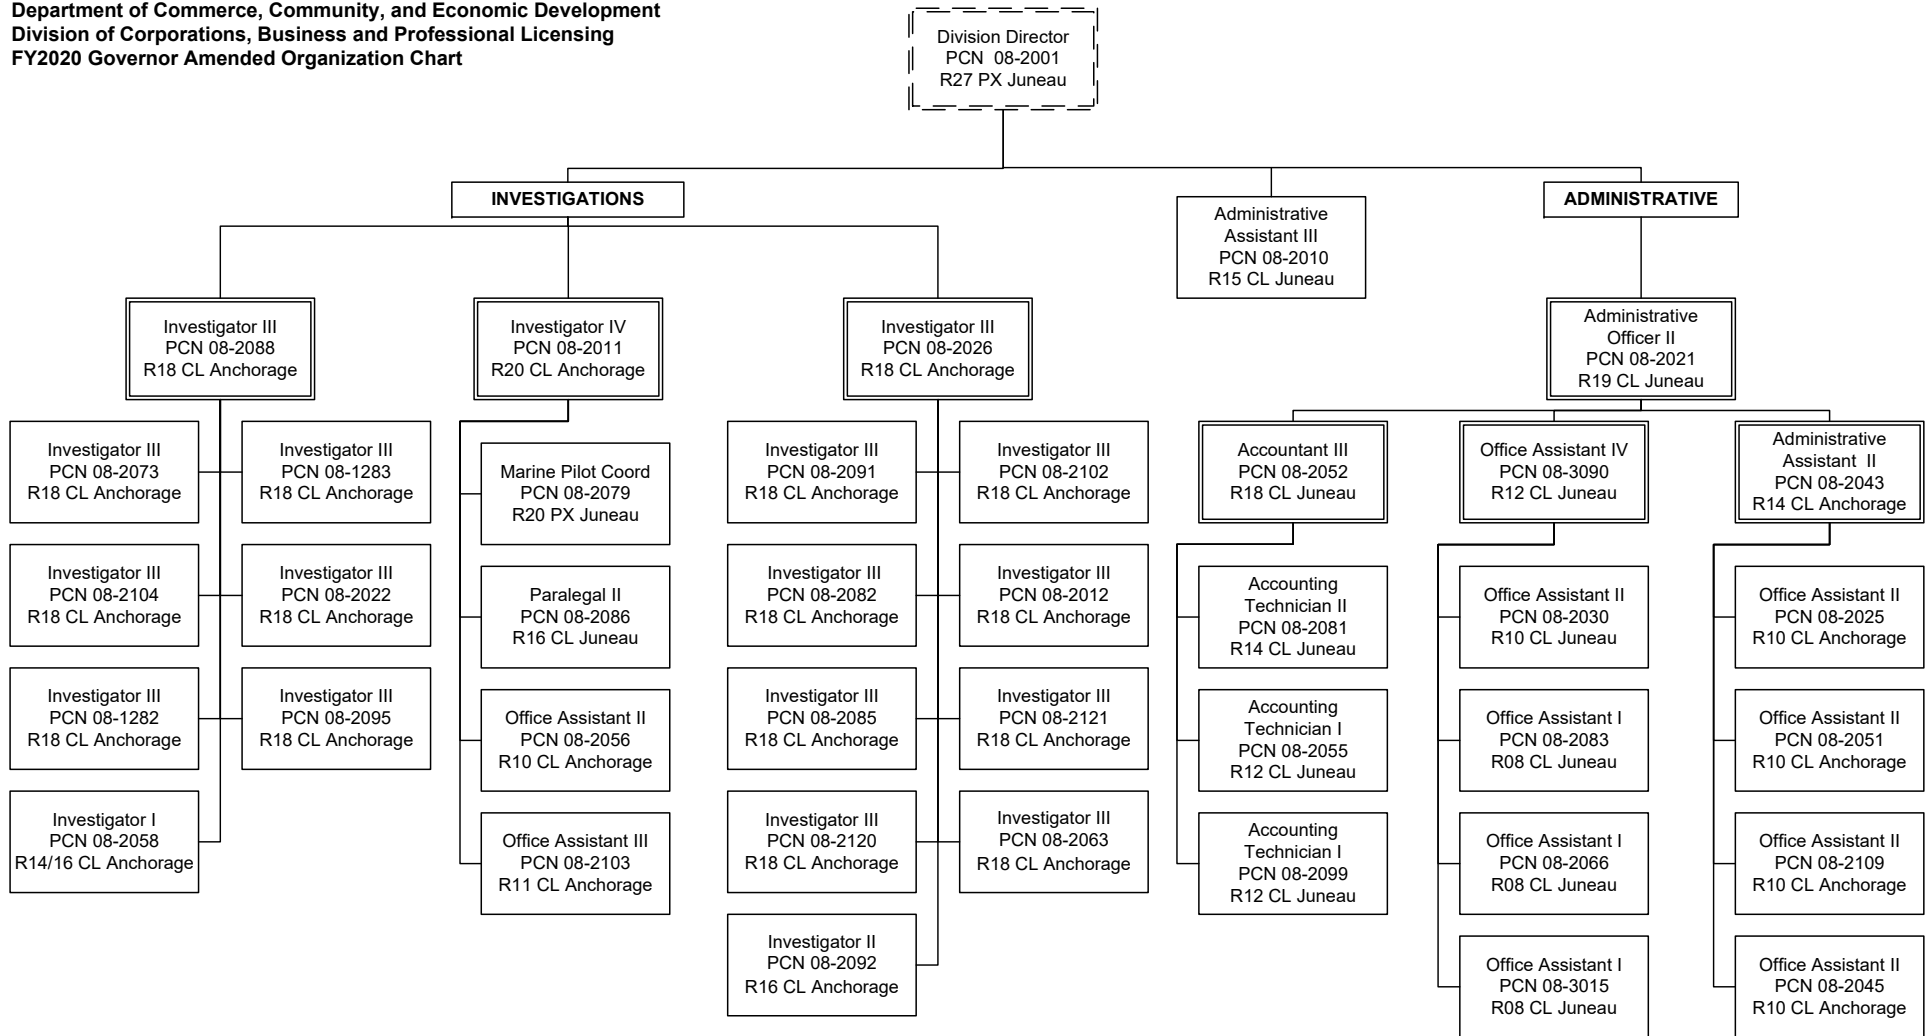 Department of Commerce, Community, and Economic Development
Division of Corporations, Business and Professional Licensing
FY2020 Governor Amended Organization Chart
Division Director
PCN 08-2001
R27 PX Juneau
INVESTIGATIONS
Administrative
Assistant III
PCN 08-2010
R15 CL Juneau
ADMINISTRATIVE
Investigator III
PCN 08-2088
R18 CL Anchorage
Investigator IV
PCN 08-2011
R20 CL Anchorage
Investigator III
PCN 08-2026
R18 CL Anchorage
Administrative
Officer II
PCN 08-2021
R19 CL Juneau
Investigator III
PCN 08-2073
R18 CL Anchorage
Investigator III
PCN 08-1283
R18 CL Anchorage
Investigator III
PCN 08-2104
R18 CL Anchorage
Investigator III
PCN 08-2022
R18 CL Anchorage
Investigator III
PCN 08-1282
R18 CL Anchorage
Investigator III
PCN 08-2095
R18 CL Anchorage
Investigator I
PCN 08-2058
R14/16 CL Anchorage
Marine Pilot Coord
PCN 08-2079
R20 PX Juneau
Paralegal II
PCN 08-2086
R16 CL Juneau
Office Assistant II
PCN 08-2056
R10 CL Anchorage
Office Assistant III
PCN 08-2103
R11 CL Anchorage
Investigator III
PCN 08-2091
R18 CL Anchorage
Investigator III
PCN 08-2102
R18 CL Anchorage
Investigator III
PCN 08-2082
R18 CL Anchorage
Investigator III
PCN 08-2012
R18 CL Anchorage
Investigator III
PCN 08-2085
R18 CL Anchorage
Investigator III
PCN 08-2121
R18 CL Anchorage
Investigator III
PCN 08-2120
R18 CL Anchorage
Investigator III
PCN 08-2063
R18 CL Anchorage
Investigator II
PCN 08-2092
R16 CL Anchorage
Accountant III
PCN 08-2052
R18 CL Juneau
Accounting
Technician II
PCN 08-2081
R14 CL Juneau
Accounting
Technician I
PCN 08-2055
R12 CL Juneau
Accounting
Technician I
PCN 08-2099
R12 CL Juneau
Office Assistant IV
PCN 08-3090
R12 CL Juneau
Office Assistant II
PCN 08-2030
R10 CL Juneau
Office Assistant I
PCN 08-2083
R08 CL Juneau
Office Assistant I
PCN 08-2066
R08 CL Juneau
Office Assistant I
PCN 08-3015
R08 CL Juneau
Administrative
Assistant II
PCN 08-2043
R14 CL Anchorage
Office Assistant II
PCN 08-2025
R10 CL Anchorage
Office Assistant II
PCN 08-2051
R10 CL Anchorage
Office Assistant II
PCN 08-2109
R10 CL Anchorage
Office Assistant II
PCN 08-2045
R10 CL Anchorage